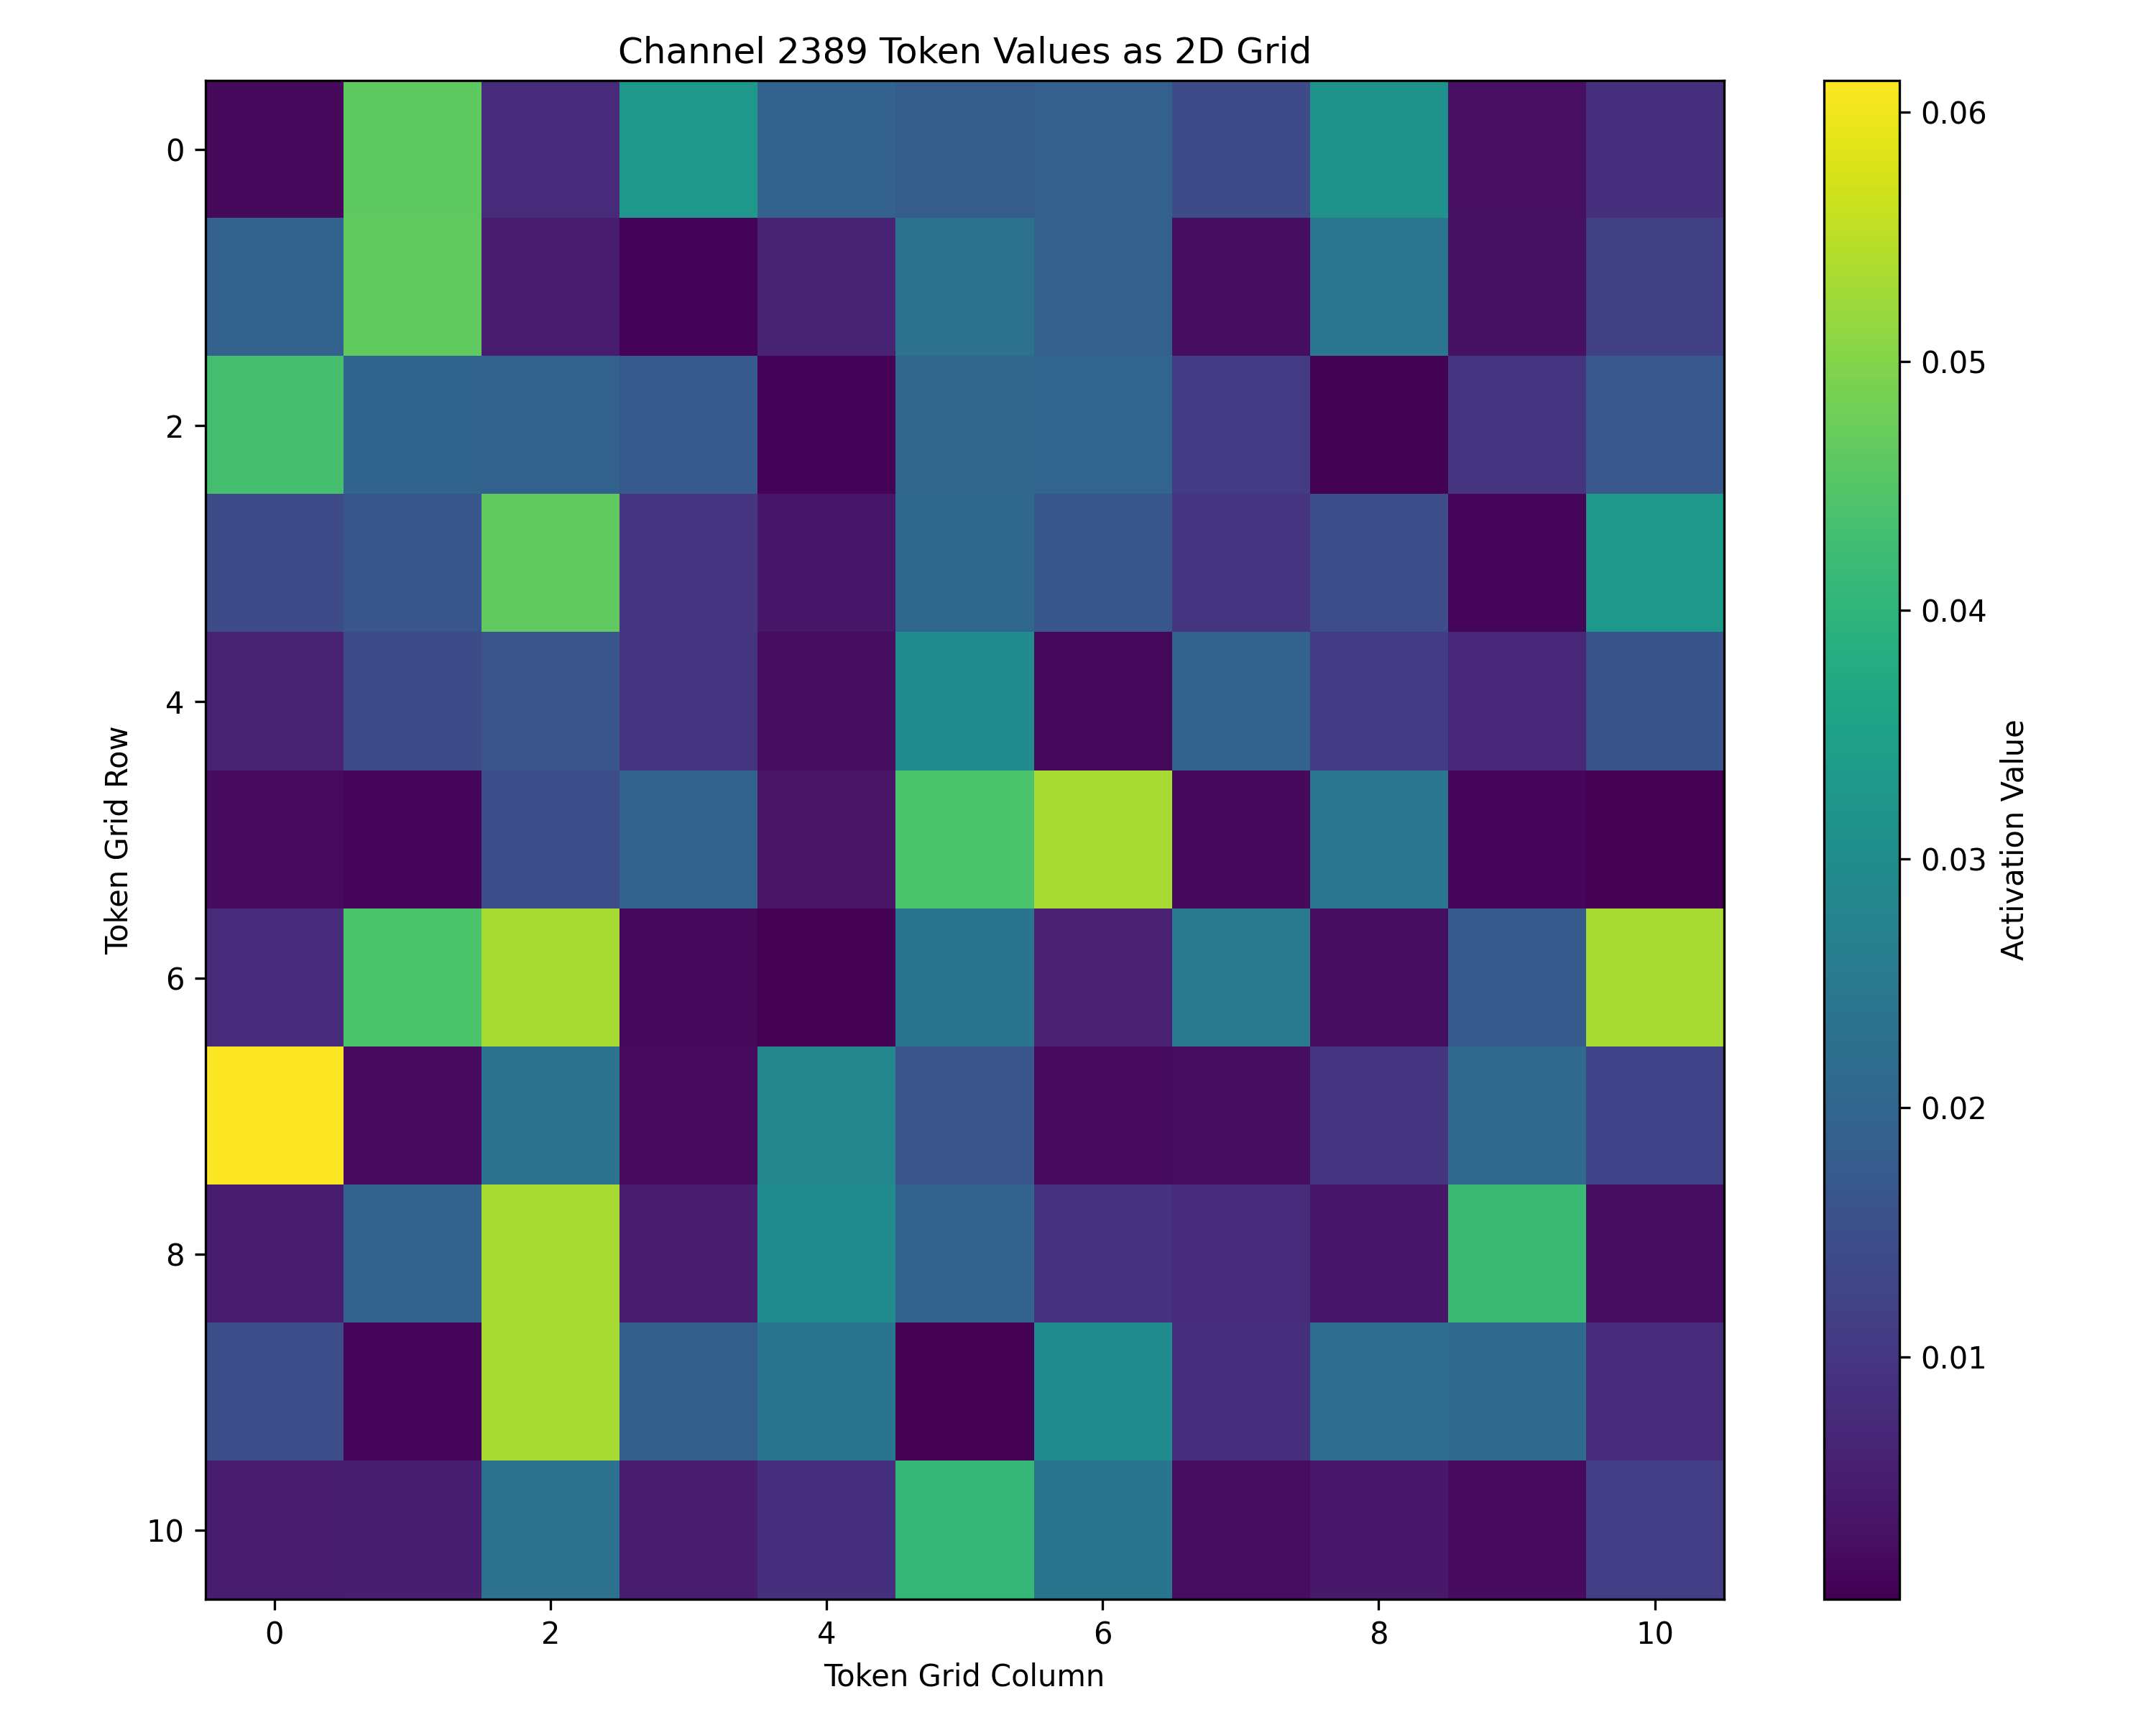 Channel 2389 Token Values as 2D Grid
0
2
4
6
8
10
Token Grid Row
0 2 4 6 8 10
Token Grid Column
0.06
0.05
0.04
0.03
0.02
0.01
Activation Value